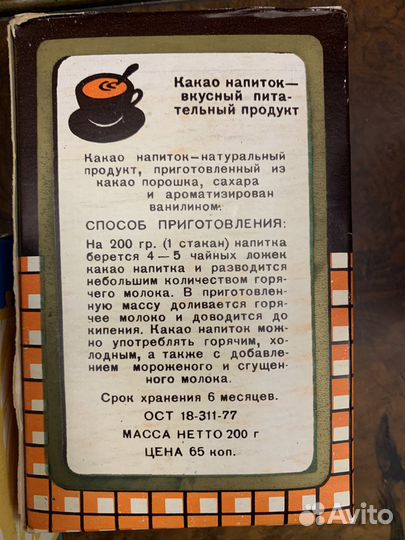 Какао напиток—
вкусный пита-
тельный продукт
Какао напиток—натуральный
продукт, приготовленный из
какао порошка, сахара
и ароматизирован
ванилином.
СПОСОБ ПРИГОТОВЛЕНИЯ:
На 200 гр. (1 стакан) напитка
берется 4—5 чайных ложек
какао напитка и разводится
небольшим количеством горя-
чего молока. В приготовлен-
ную массу доливается горя-
чее молоко и доводится до
кипения. Какао напиток мож-
но употреблять горячим, хо-
лодным, а также с добавле-
нием мороженого и сгущен-
ного молока.
Срок хранения 6 месяцев.
ОСТ 18-311-77
МАССА НЕТТО 200 г
ЦЕНА 65 коп.
Avito